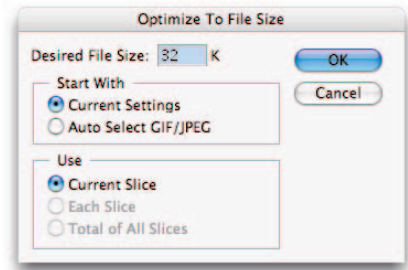 Optimize To File Size
Desired File Size: 32 K
OK
Cancel
Start With
Current Settings
Auto Select GIF/JPEG
Use
Current Slice
Each Slice
Total of All Slices